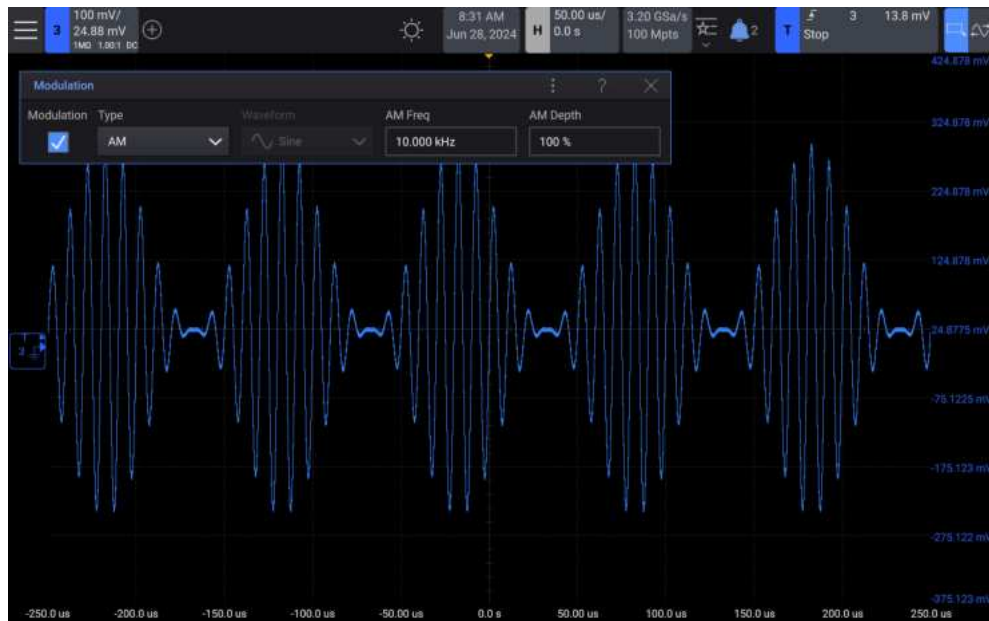 3
100 mV/
24.88 mV
1MΩ 1.00:1 DC
8:31 AM
Jun 28, 2024
H
50.00 us/
0.0 s
3.20 GSa/s
100 Mpts
2
T
Stop
3
13.8 mV
424.878 mV
Modulation
?
Modulation Type Waveform AM Freq AM Depth
AM Sine 10.000 kHz 100 %
324.878 mV
224.878 mV
124.878 mV
24.8775 mV
-75.1225 mV
-175.123 mV
-275.122 mV
-375.123 mV
-250.0 us -200.0 us -150.0 us -100.0 us -50.00 us 0.0 s 50.00 us 100.0 us 150.0 us 200.0 us 250.0 us